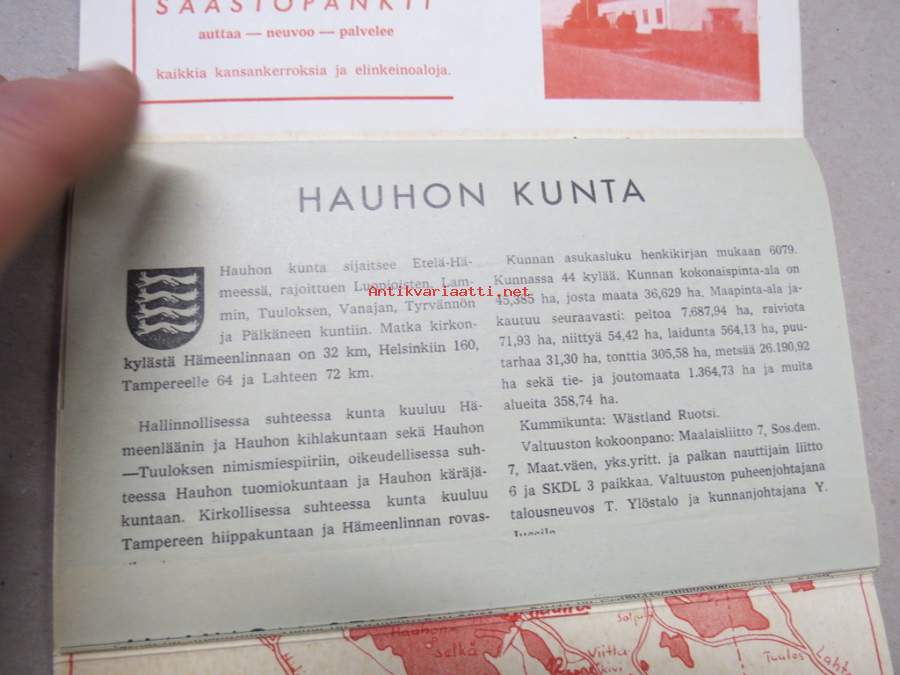 SÄÄSTÖPANKIT
auttaa — neuvoo — palvelee
kaikkia kansankerroksia ja elinkeinoaloja.
HAUHON KUNTA
Hauhon kunta sijaitsee Etelä-Hä-
meessä, rajoittuen Luopioisten, Lam-
min, Tuuloksen, Vanajan, Tyrvännön
ja Pälkäneen kuntiin. Matka kirkon-
kylästä Hämeenlinnaan on 32 km, Helsinkiin 160,
Tampereelle 64 ja Lahteen 72 km.
Hallinnollisessa suhteessa kunta kuuluu Hä-
meenläänin ja Hauhon kihlakuntaan sekä Hauhon
—Tuuloksen nimismiespiiriin, oikeudellisessa suh-
teessa Hauhon tuomiokuntaan ja Hauhon käräjä-
kuntaan. Kirkollisessa suhteessa kunta kuuluu
Tampereen hiippakuntaan ja Hämeenlinnan rovas-
Kunnan asukasluku henkikirjan mukaan 6079.
Kunnassa 44 kylää. Kunnan kokonaispinta-ala on
45,385 ha, josta maata 36,629 ha. Maapinta-ala ja-
kautuu seuraavasti: peltoa 7.687,94 ha, raiviota
71,93 ha, niittyä 54,42 ha, laidunta 564,13 ha, puu-
tarhaa 31,30 ha, tonttia 305,58 ha, metsää 26.190,92
ha sekä tie- ja joutomaata 1.364,73 ha ja muita
alueita 358,74 ha.
Kummikunta: Wästland Ruotsi.
Valtuuston kokoonpano: Maalaisliitto 7, Sos.dem.
7, Maat.väen, yks.yritt. ja palkan nauttijain liitto
6 ja SKDL 3 paikkaa. Valtuuston puheenjohtajana
talousneuvos T. Ylöstalo ja kunnanjohtajana Y.
Antikvariaatti.net
Hauhon
selkä
Viitta
kivi
Tuulos